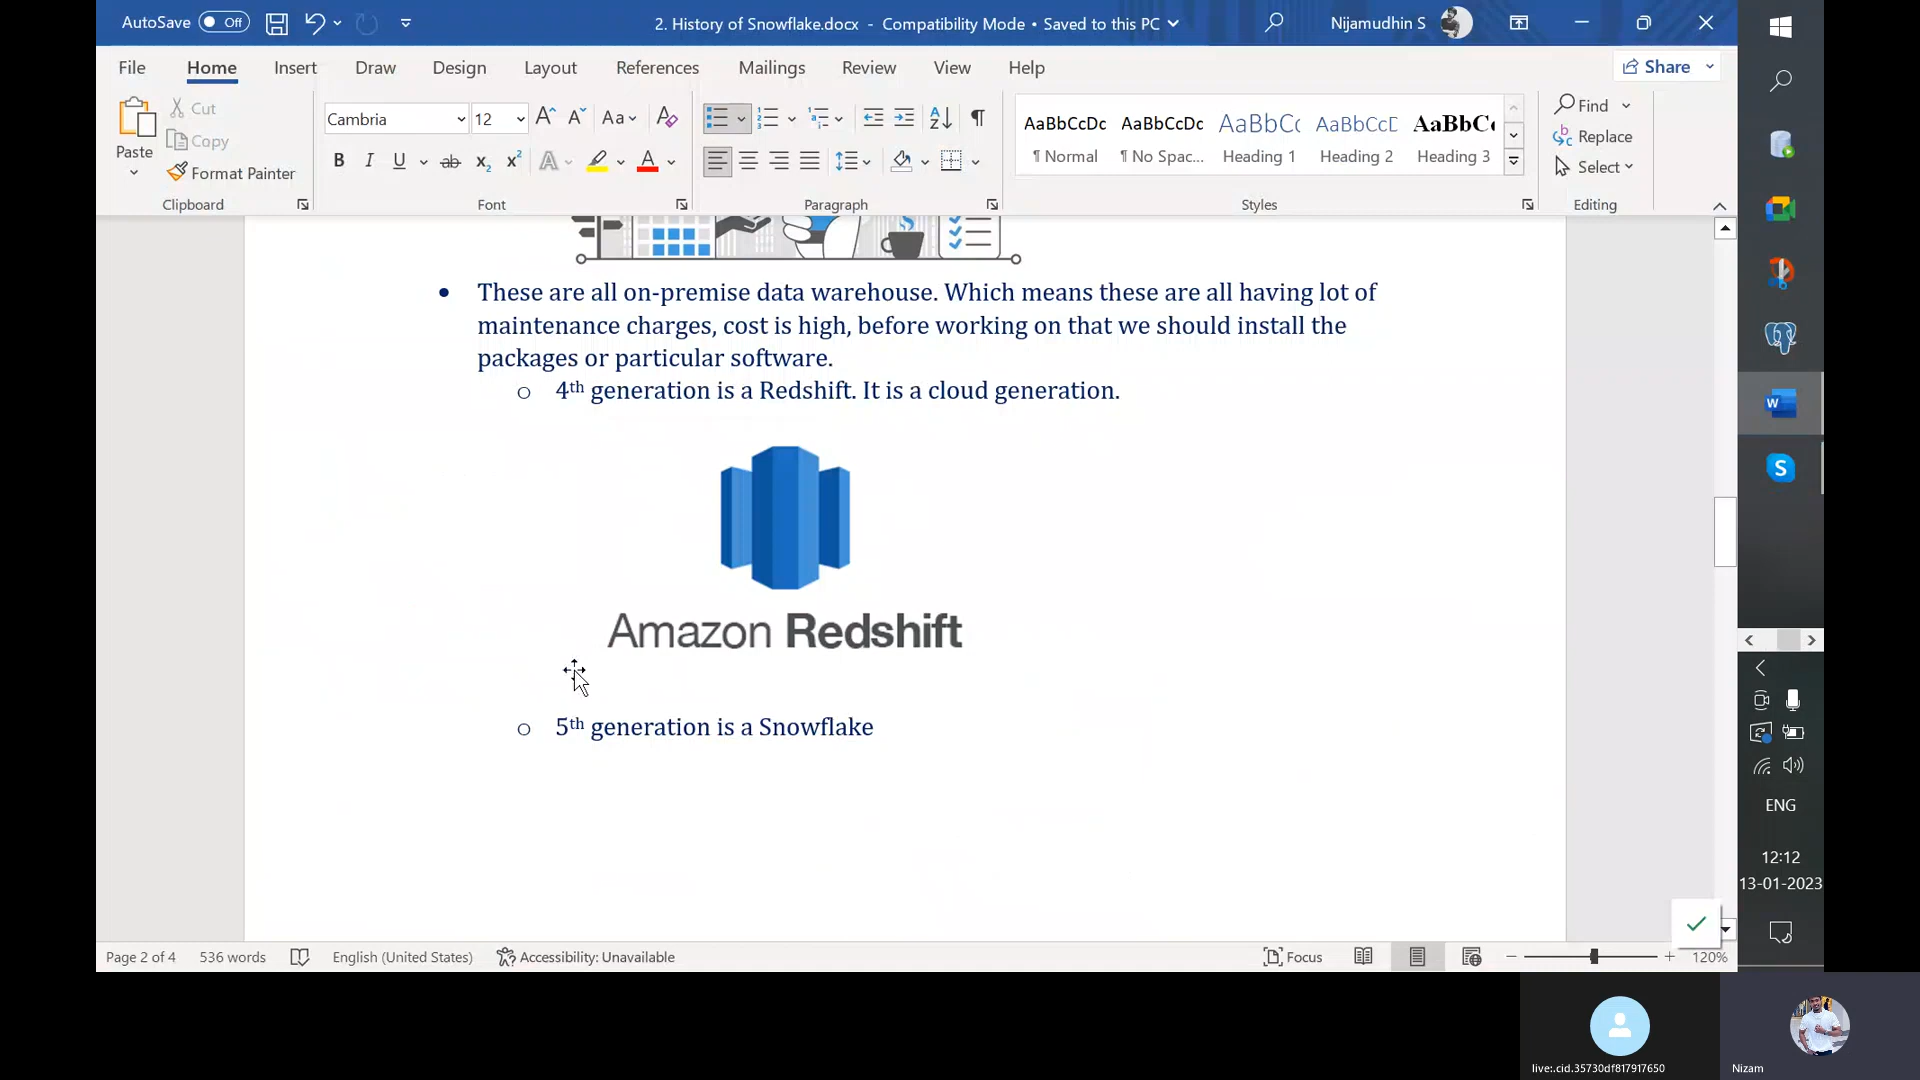 AutoSave Off 2. History of Snowflake.docx - Compatibility Mode • Saved to this PC Nijamudhin S
File Home Insert Draw Design Layout References Mailings Review View Help Share
Paste Cut Copy Format Painter
Cambria 12 Aa
B I U ab x₂ x² A A
AaBbCcDc AaBbCcDc AaBbCc AaBbCcD AaBbC
¶ Normal ¶ No Spac... Heading 1 Heading 2 Heading 3
Find
Replace
Select
Clipboard Font Paragraph Styles Editing
• These are all on-premise data warehouse. Which means these are all having lot of
maintenance charges, cost is high, before working on that we should install the
packages or particular software.
o 4th generation is a Redshift. It is a cloud generation.
Amazon Redshift
o 5th generation is a Snowflake
ENG
12:12
13-01-2023
Page 2 of 4 536 words English (United States) Accessibility: Unavailable Focus 120%
live:.cid.35730df817917650 Nizam